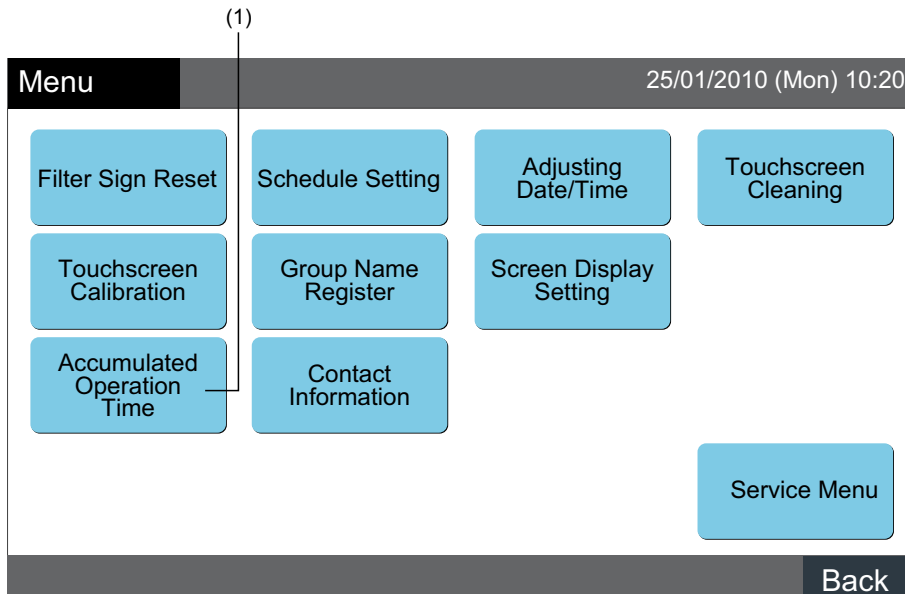 (1)
Menu
25/01/2010 (Mon) 10:20
Filter Sign Reset
Schedule Setting
Adjusting
Date/Time
Touchscreen
Cleaning
Touchscreen
Calibration
Group Name
Register
Screen Display
Setting
Accumulated
Operation
Time
Contact
Information
Service Menu
Back